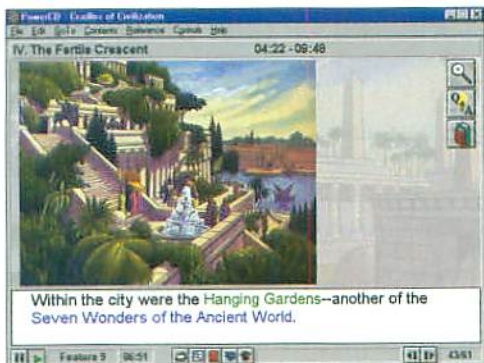 PowerCD - Cradles of Civilization
File Edit GoTo Contents Reference Controls Help
IV. The Fertile Crescent 04:22 - 09:48
Q A
Within the city were the Hanging Gardens--another of the
Seven Wonders of the Ancient World.
Feature 9 06:51 43/61